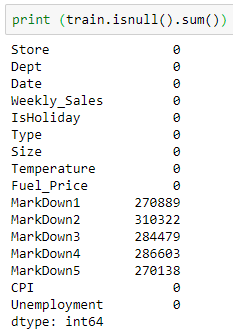 print (train.isnull().sum())
Store 0
Dept 0
Date 0
Weekly_Sales 0
IsHoliday 0
Type 0
Size 0
Temperature 0
Fuel_Price 0
MarkDown1 270889
MarkDown2 310322
MarkDown3 284479
MarkDown4 286603
MarkDown5 270138
CPI 0
Unemployment 0
dtype: int64